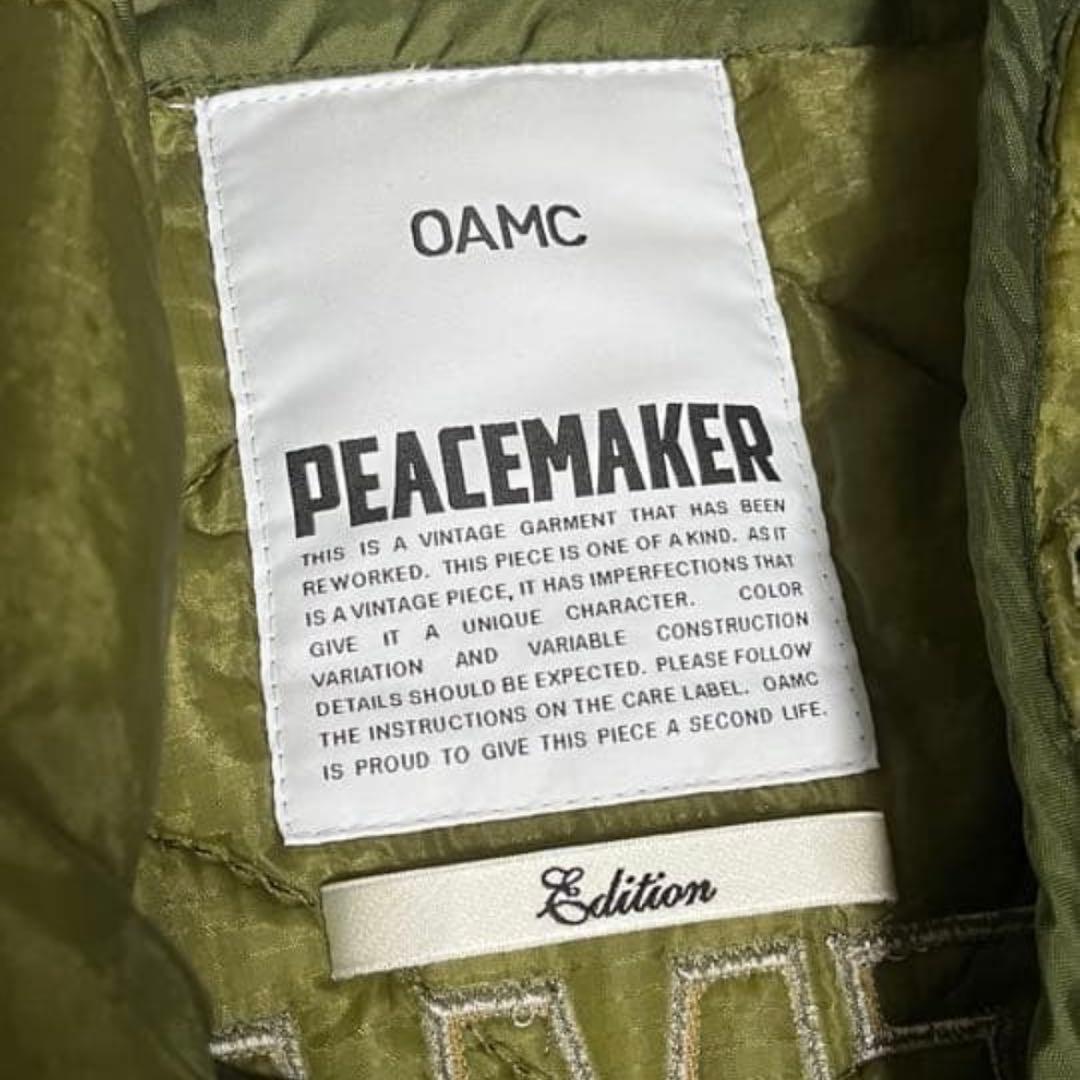 OAMC
PEACEMAKER
THIS IS A VINTAGE GARMENT THAT HAS BEEN
REWORKED. THIS PIECE IS ONE OF A KIND. AS IT
IS A VINTAGE PIECE, IT HAS IMPERFECTIONS THAT
GIVE IT A UNIQUE CHARACTER. COLOR
VARIATION AND VARIABLE CONSTRUCTION
DETAILS SHOULD BE EXPECTED. PLEASE FOLLOW
THE INSTRUCTIONS ON THE CARE LABEL. OAMC
IS PROUD TO GIVE THIS PIECE A SECOND LIFE.
Edition